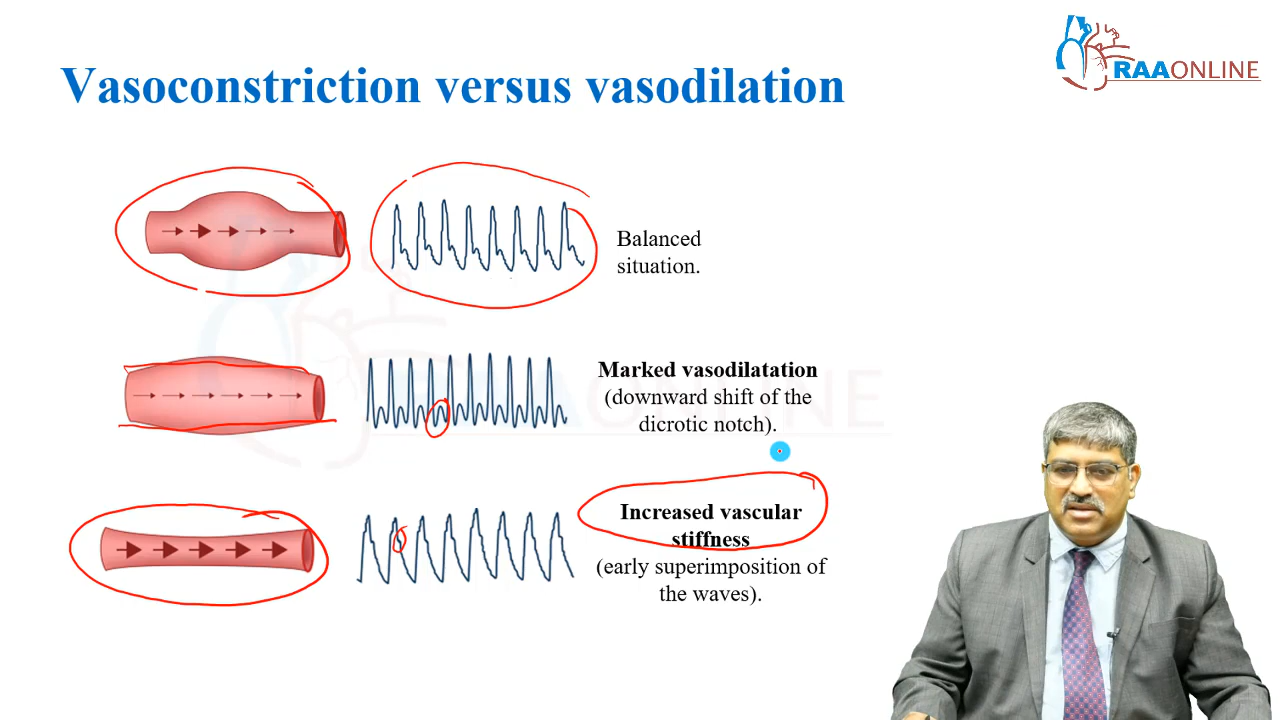 RAAONLINE
Vasoconstriction versus vasodilation
Balanced
situation.
Marked vasodilatation
(downward shift of the
dicrotic notch).
Increased vascular
stiffness
(early superimposition of
the waves).